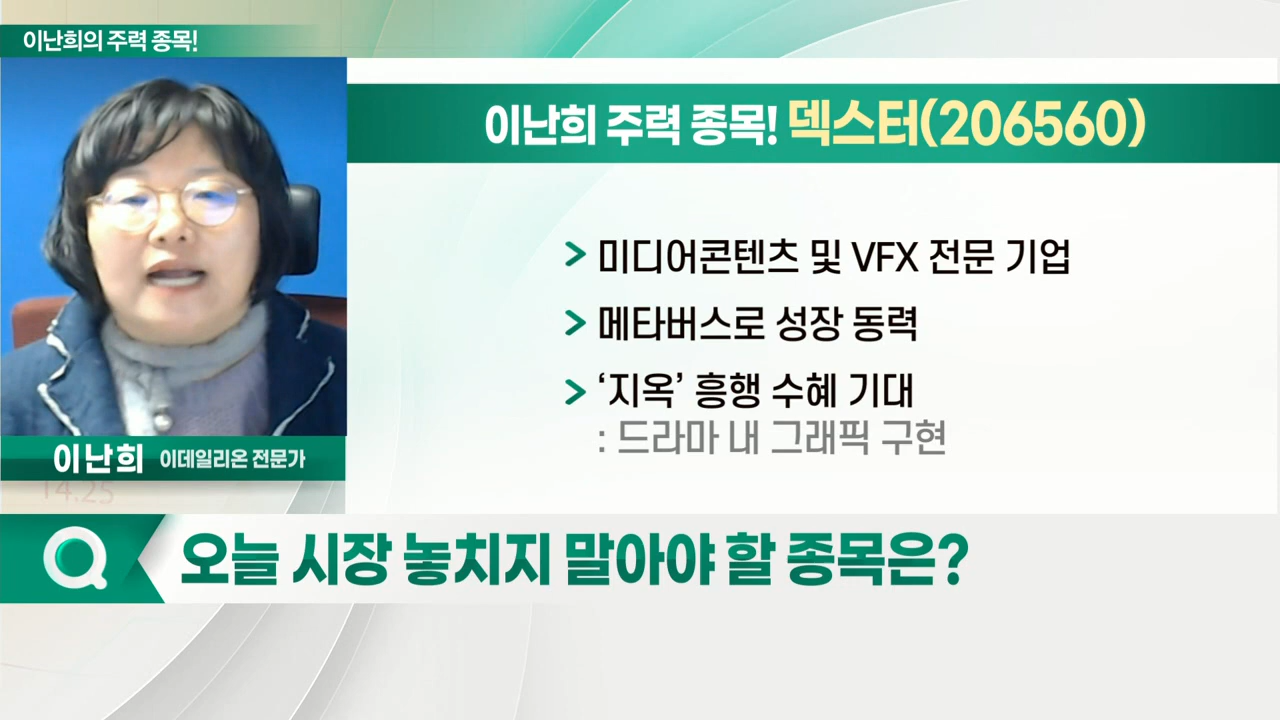 이난희의 주력 종목!
이난희 주력 종목! 덱스터(206560)
> 미디어콘텐츠 및 VFX 전문 기업
> 메타버스로 성장 동력
> ‘지옥’ 흥행 수혜 기대
: 드라마 내 그래픽 구현
이난희 이데일리온 전문가
14.25
Q 오늘 시장 놓치지 말아야 할 종목은?